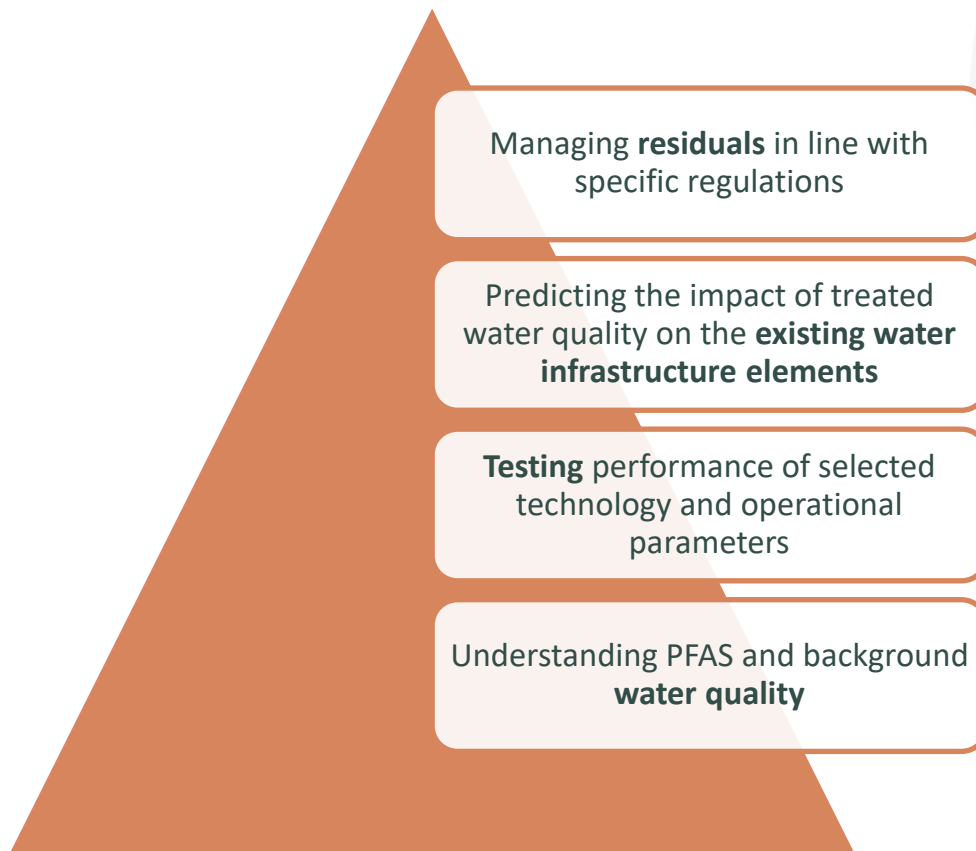 Managing residuals in line with
specific regulations
Predicting the impact of treated
water quality on the existing water
infrastructure elements
Testing performance of selected
technology and operational
parameters
Understanding PFAS and background
water quality